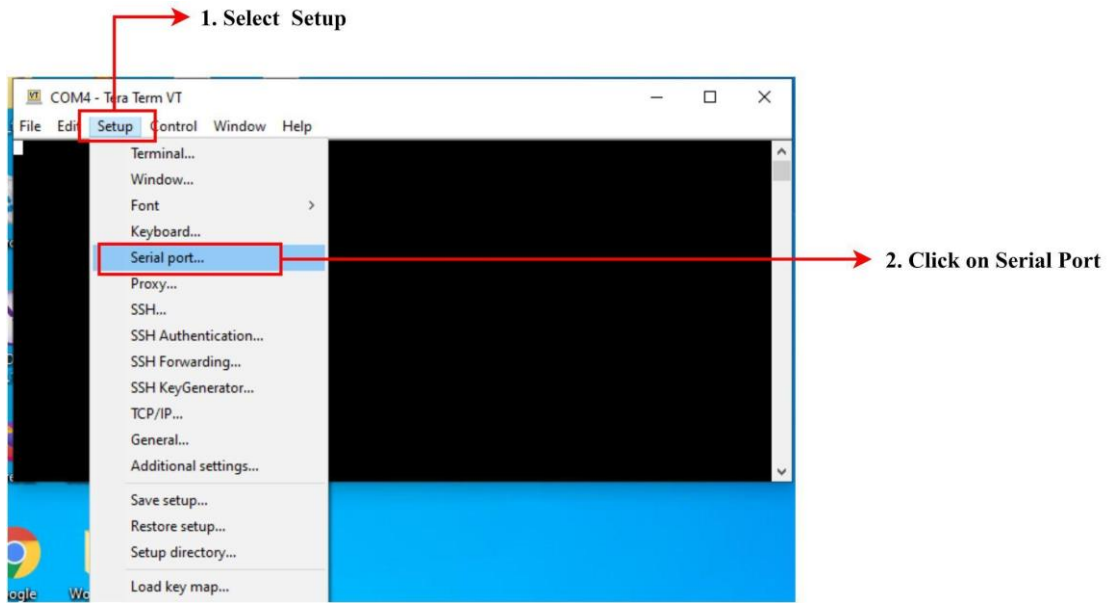 1. Select Setup
COM4 - Tera Term VT
File Edit Setup Control Window Help
Terminal...
Window...
Font
Keyboard...
Serial port...
2. Click on Serial Port
Proxy...
SSH...
SSH Authentication...
SSH Forwarding...
SSH KeyGenerator...
TCP/IP...
General...
Additional settings...
Save setup...
Restore setup...
Setup directory...
Load key map...